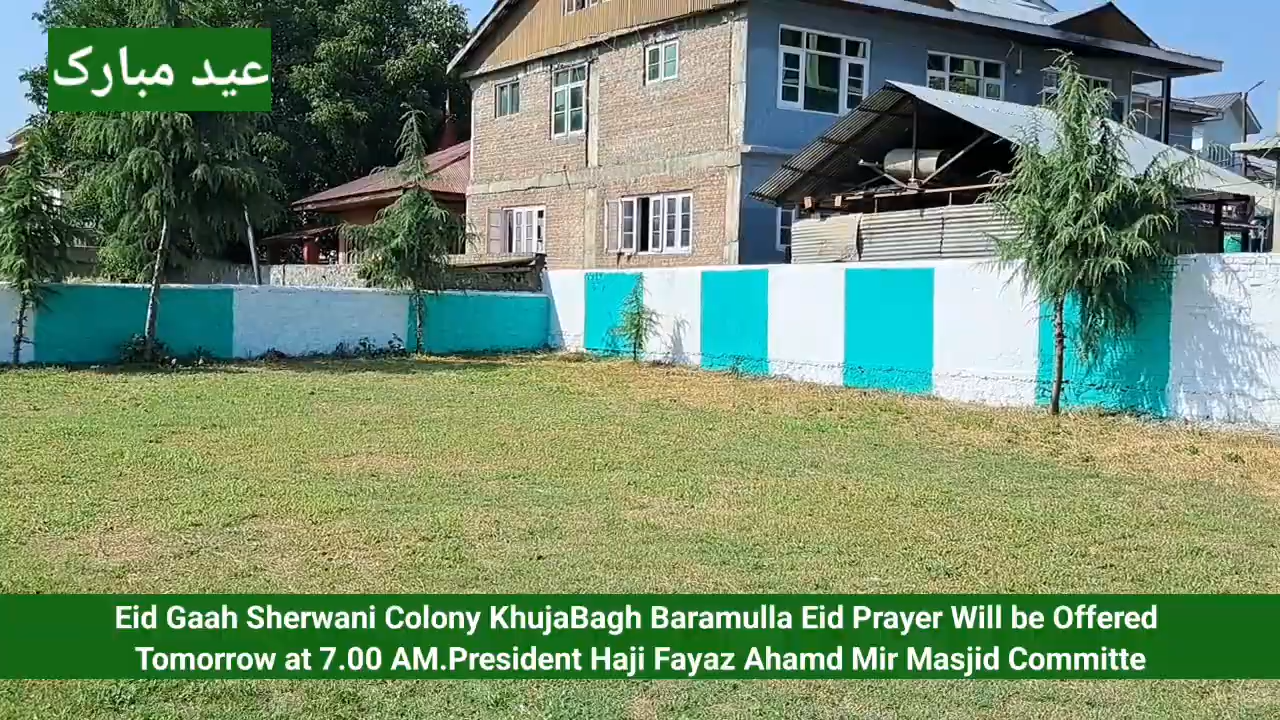 عید مبارک
Eid Gaah Sherwani Colony KhujaBagh Baramulla Eid Prayer Will be Offered
Tomorrow at 7.00 AM.President Haji Fayaz Ahamd Mir Masjid Committe